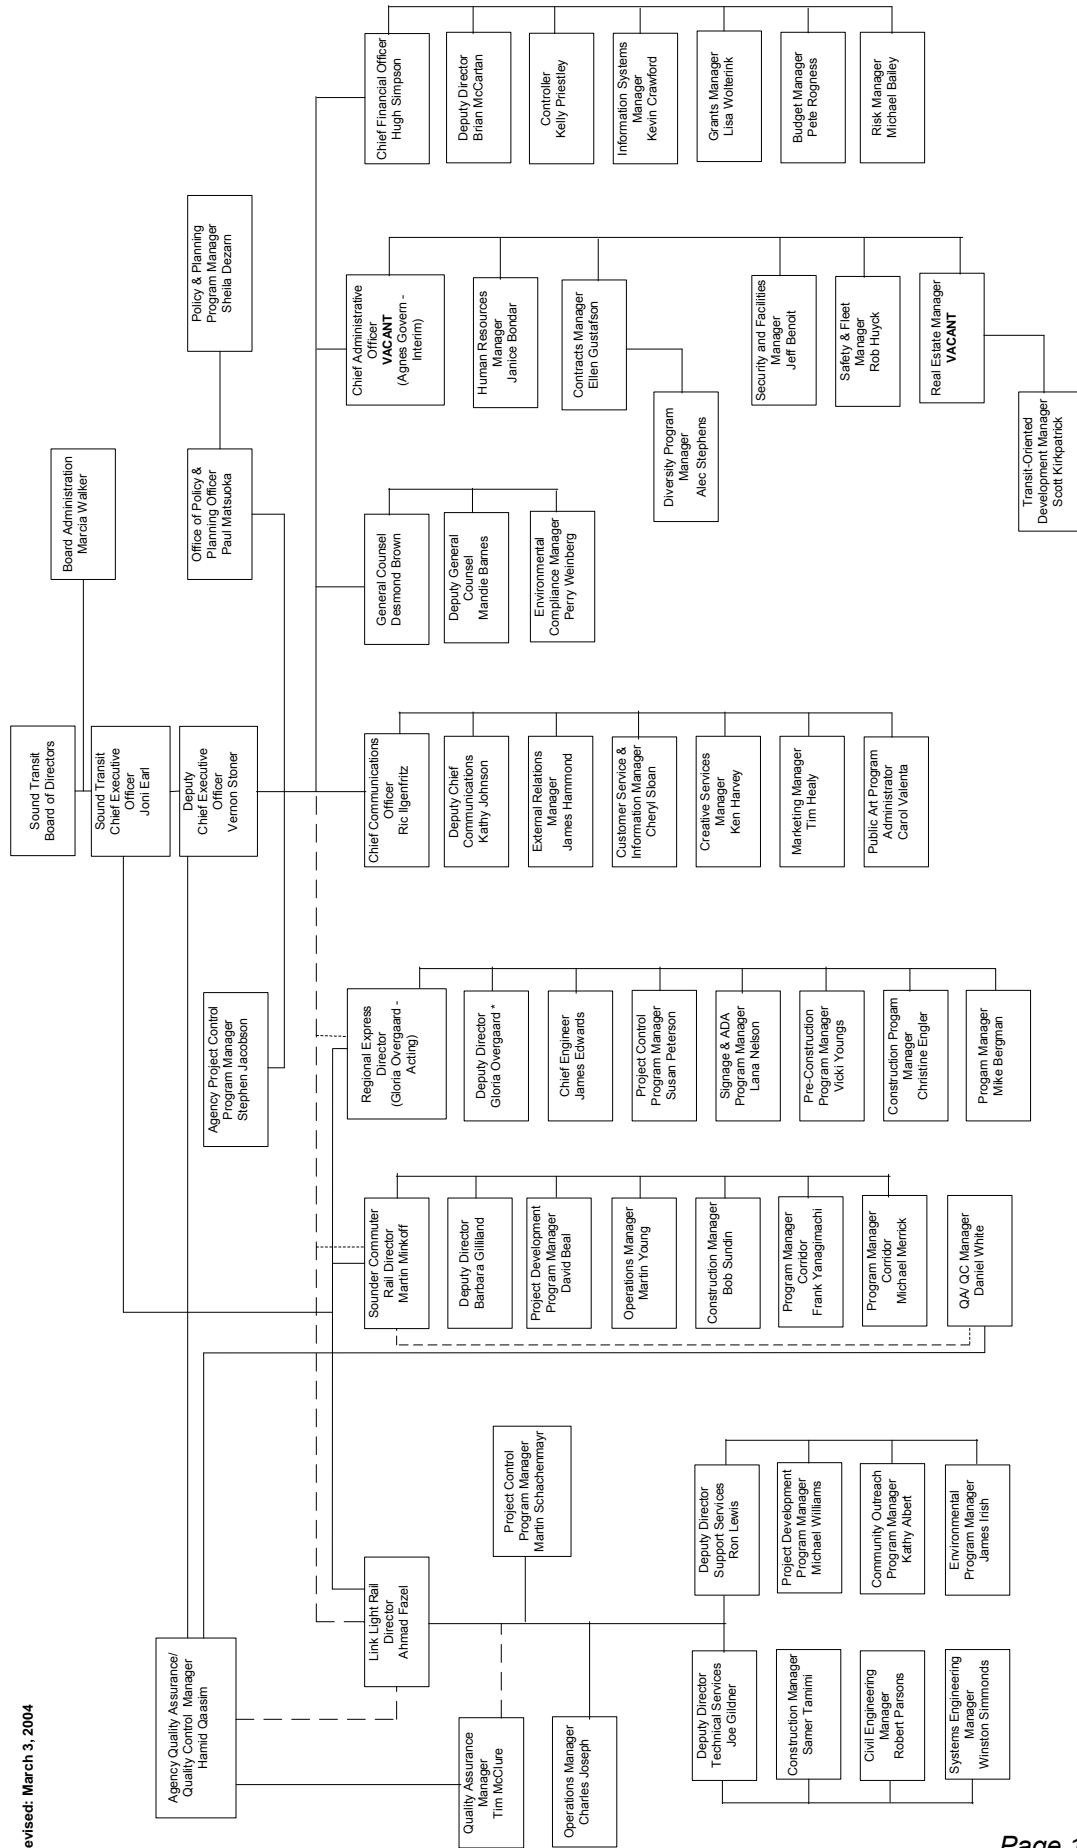 evised: March 3, 2004
Sound Transit
Board of Directors
Board Administration
Marcia Walker
Sound Transit
Chief Executive
Officer
Joni Earl
Deputy
Chief Executive
Officer
Vernon Stoner
Office of Policy &
Planning Officer
Paul Matsuoka
Policy & Planning
Program Manager
Sheila Dezarn
Agency Project Control
Program Manager
Stephen Jacobson
Agency Quality Assurance/
Quality Control Manager
Hamid Qaasim
Link Light Rail
Director
Ahmad Fazel
Quality Assurance
Manager
Tim McClure
Project Control
Program Manager
Martin Schachenmayr
Operations Manager
Charles Joseph
Deputy Director
Technical Services
Joe Gildner
Construction Manager
Samer Tamimi
Civil Engineering
Manager
Robert Parsons
Systems Engineering
Manager
Winston Simmonds
Deputy Director
Support Services
Ron Lewis
Project Development
Program Manager
Michael Williams
Community Outreach
Program Manager
Kathy Albert
Environmental
Program Manager
James Irish
Sounder Commuter
Rail Director
Martin Minkoff
Deputy Director
Barbara Gilliland
Project Development
Program Manager
David Beal
Operations Manager
Martin Young
Construction Manager
Bob Sundin
Program Manager
Corridor
Frank Yanagimachi
Program Manager
Corridor
Michael Merrick
QA/ QC Manager
Daniel White
Regional Express
Director
(Gloria Overgaard -
Acting)
Deputy Director
Gloria Overgaard *
Chief Engineer
James Edwards
Project Control
Program Manager
Susan Peterson
Signage & ADA
Program Manager
Lana Nelson
Pre-Construction
Program Manager
Vicki Youngs
Construction Progam
Manager
Christine Engler
Progam Manager
Mike Bergman
Chief Communications
Officer
Ric Ilgenfritz
Deputy Chief
Communications
Kathy Johnson
External Relations
Manager
James Hammond
Customer Service &
Information Manager
Cheryl Sloan
Creative Services
Manager
Ken Harvey
Marketing Manager
Tim Healy
Public Art Program
Administrator
Carol Valenta
General Counsel
Desmond Brown
Deputy General
Counsel
Mandie Barnes
Environmental
Compliance Manager
Perry Weinberg
Chief Administrative
Officer
VACANT
(Agnes Govern -
Interim)
Human Resources
Manager
Janice Bondar
Contracts Manager
Ellen Gustafson
Diversity Program
Manager
Alec Stephens
Security and Facilities
Manager
Jeff Benoit
Safety & Fleet
Manager
Rob Huyck
Real Estate Manager
VACANT
Transit-Oriented
Development Manager
Scott Kirkpatrick
Chief Financial Officer
Hugh Simpson
Deputy Director
Brian McCartan
Controller
Kelly Priestley
Information Systems
Manager
Kevin Crawford
Grants Manager
Lisa Wolterink
Budget Manager
Pete Rogness
Risk Manager
Michael Bailey
Page